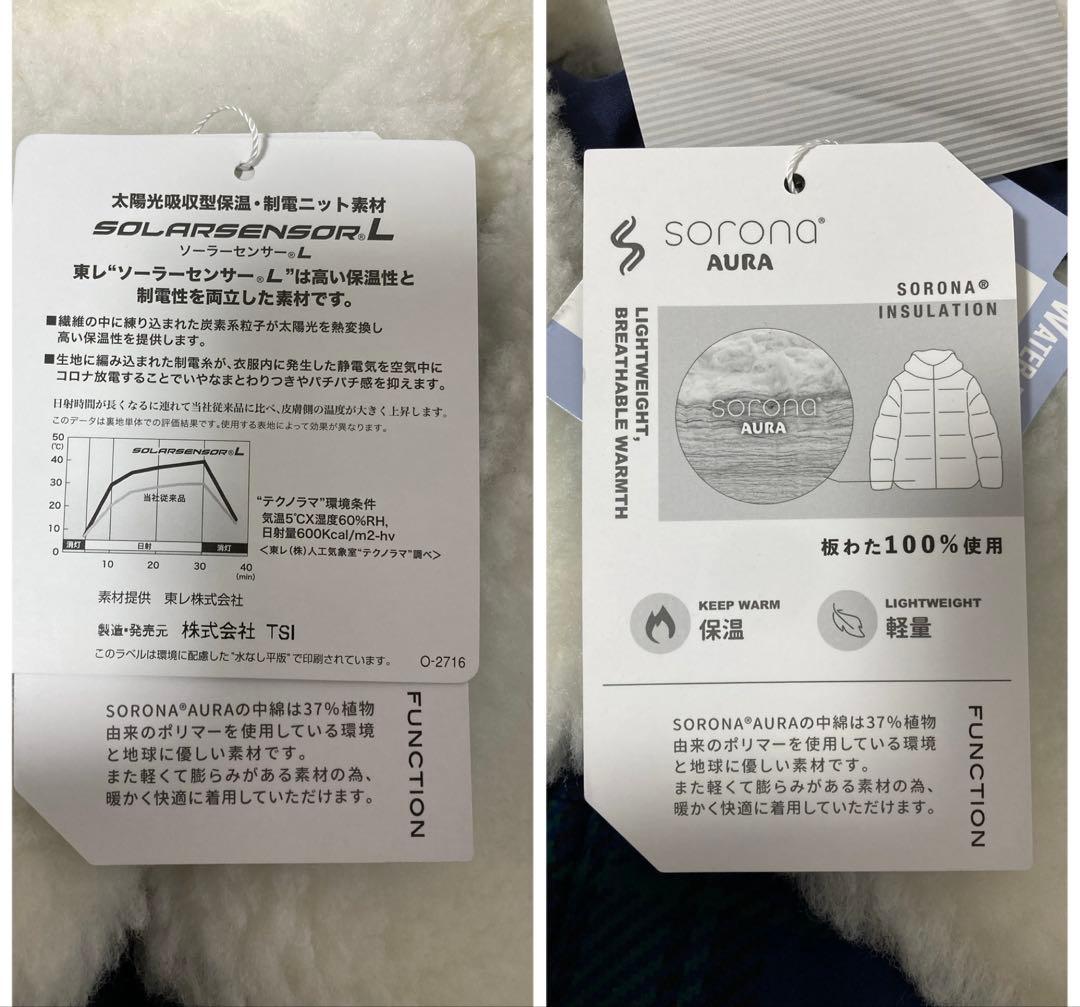 太陽光吸収型保温・制電ニット素材
SOLARSENSOR®L
ソーラーセンサー®L
東レ“ソーラーセンサー®L”は高い保温性と
制電性を両立した素材です。
■繊維の中に練り込まれた炭素系粒子が太陽光を熱変換し
高い保温性を提供します。
■生地に編み込まれた制電糸が、衣服内に発生した静電気を空気中に
コロナ放電することでいやなまとわりつきやパチパチ感を抑えます。
日射時間が長くなるに連れて当社従来品に比べ、皮膚側の温度が大きく上昇します。
このデータは裏地単体での評価結果です。使用する表地によって効果が異なります。
50
(℃)
40
30
20
10
0
SOLARSENSOR®L
当社従来品
消灯 日射 消灯
10 20 30 40
(min)
“テクノラマ”環境条件
気温5℃X湿度60%RH,
日射量600Kcal/m2-hv
<東レ(株)人工気象室“テクノラマ”調べ>
素材提供 東レ株式会社
製造・発売元 株式会社 TSI
このラベルは環境に配慮した“水なし平版”で印刷されています。 O-2716
SORONA®AURAの中綿は37%植物
由来のポリマーを使用している環境
と地球に優しい素材です。
また軽くて膨らみがある素材の為、
暖かく快適に着用していただけます。
FUNCTION
sorona®
AURA
SORONA®
INSULATION
LIGHTWEIGHT,
BREATHABLE WARMTH
sorona®
AURA
板わた100%使用
KEEP WARM
保温
LIGHTWEIGHT
軽量
SORONA®AURAの中綿は37%植物
由来のポリマーを使用している環境
と地球に優しい素材です。
また軽くて膨らみがある素材の為、
暖かく快適に着用していただけます。
FUNCTION
WATER